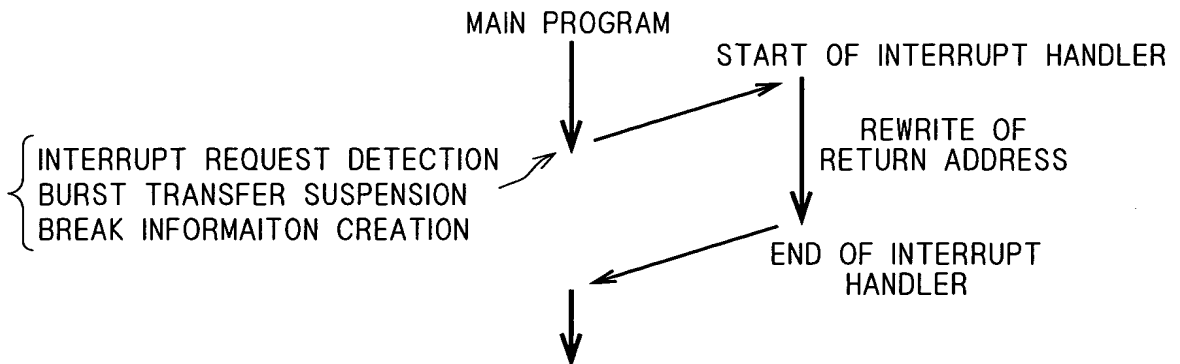 MAIN PROGRAM
START OF INTERRUPT HANDLER
INTERRUPT REQUEST DETECTION
BURST TRANSFER SUSPENSION
BREAK INFORMAITON CREATION
REWRITE OF
RETURN ADDRESS
END OF INTERRUPT
HANDLER